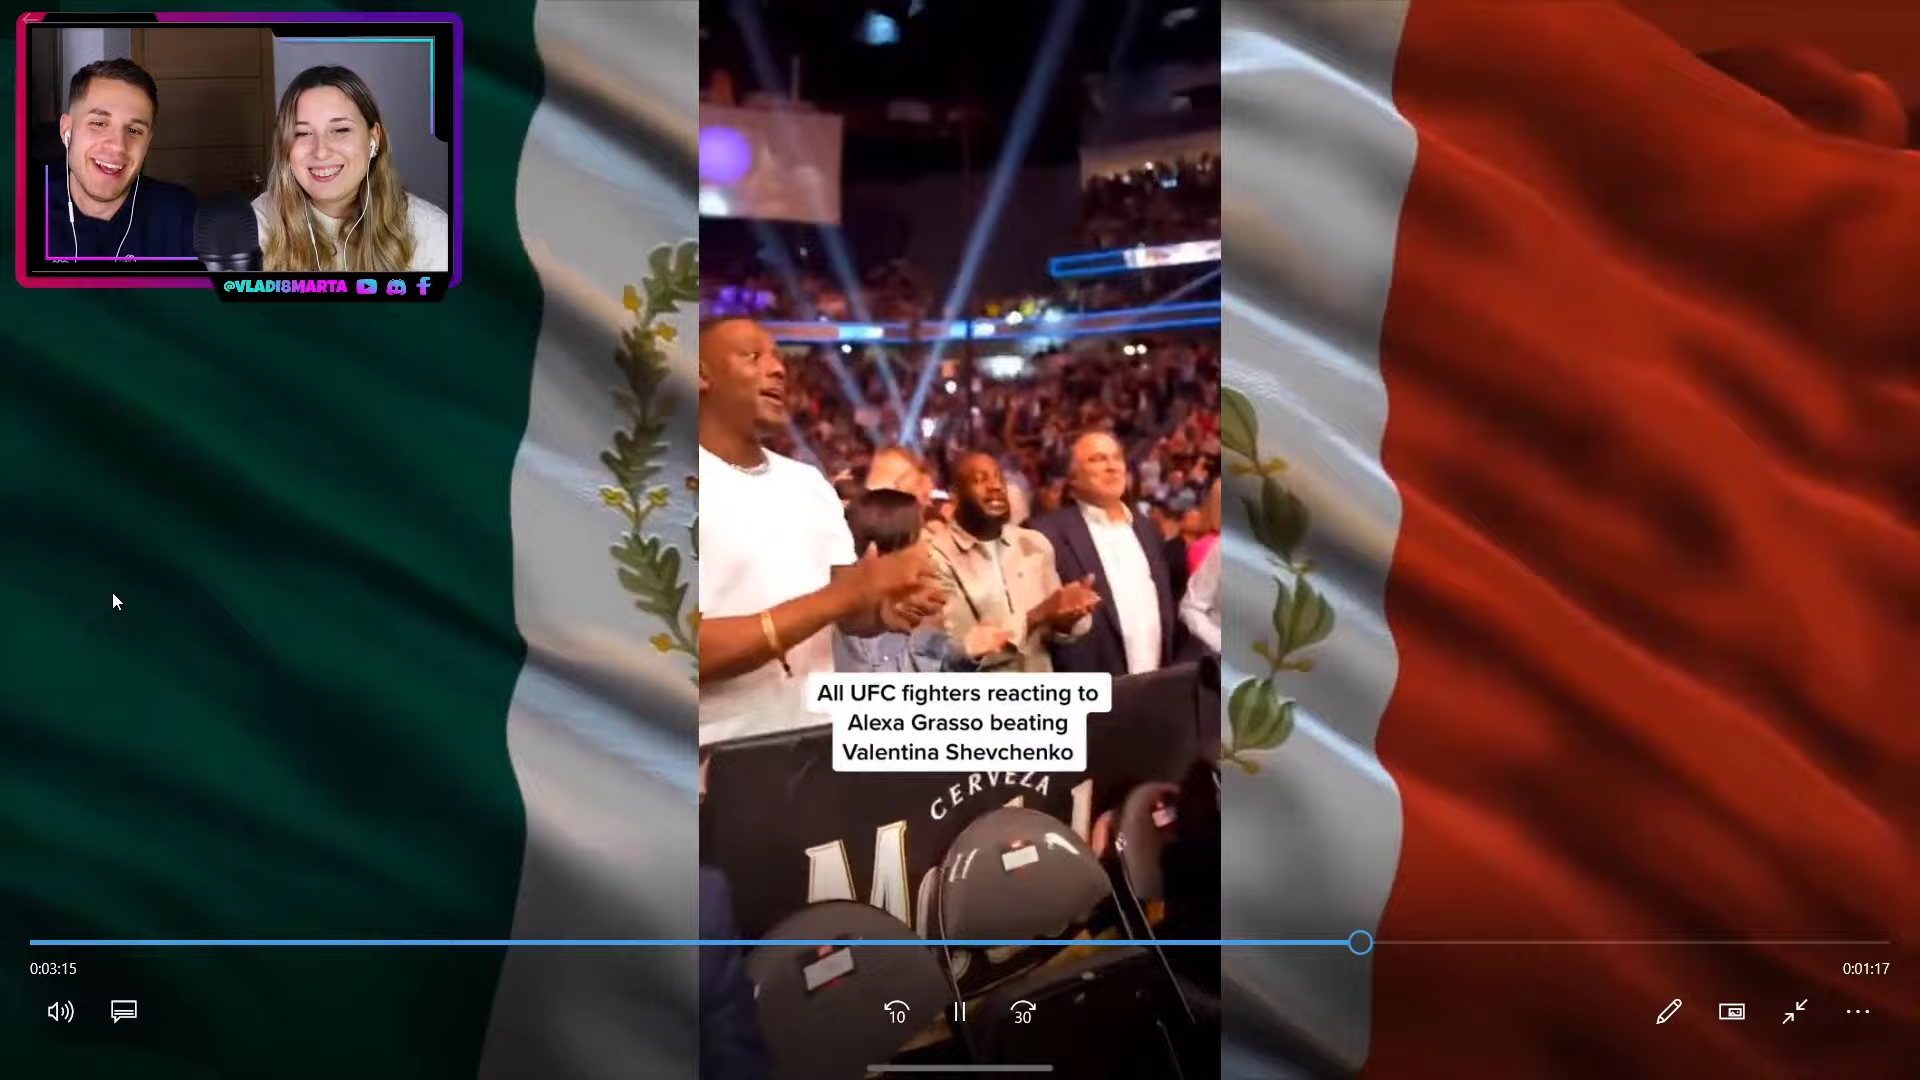 @VLADI8MARTA
All UFC fighters reacting to
Alexa Grasso beating
Valentina Shevchenko
CERVEZA
M
0:03:15
0:01:17
10
30